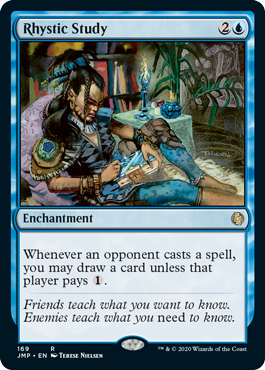 Rhystic Study 2
Enchantment
Whenever an opponent casts a spell,
you may draw a card unless that
player pays 1.
Friends teach what you want to know.
Enemies teach what you need to know.
169 R
JMP • EN TERESE NIELSEN
™ & © 2020 Wizards of the Coast